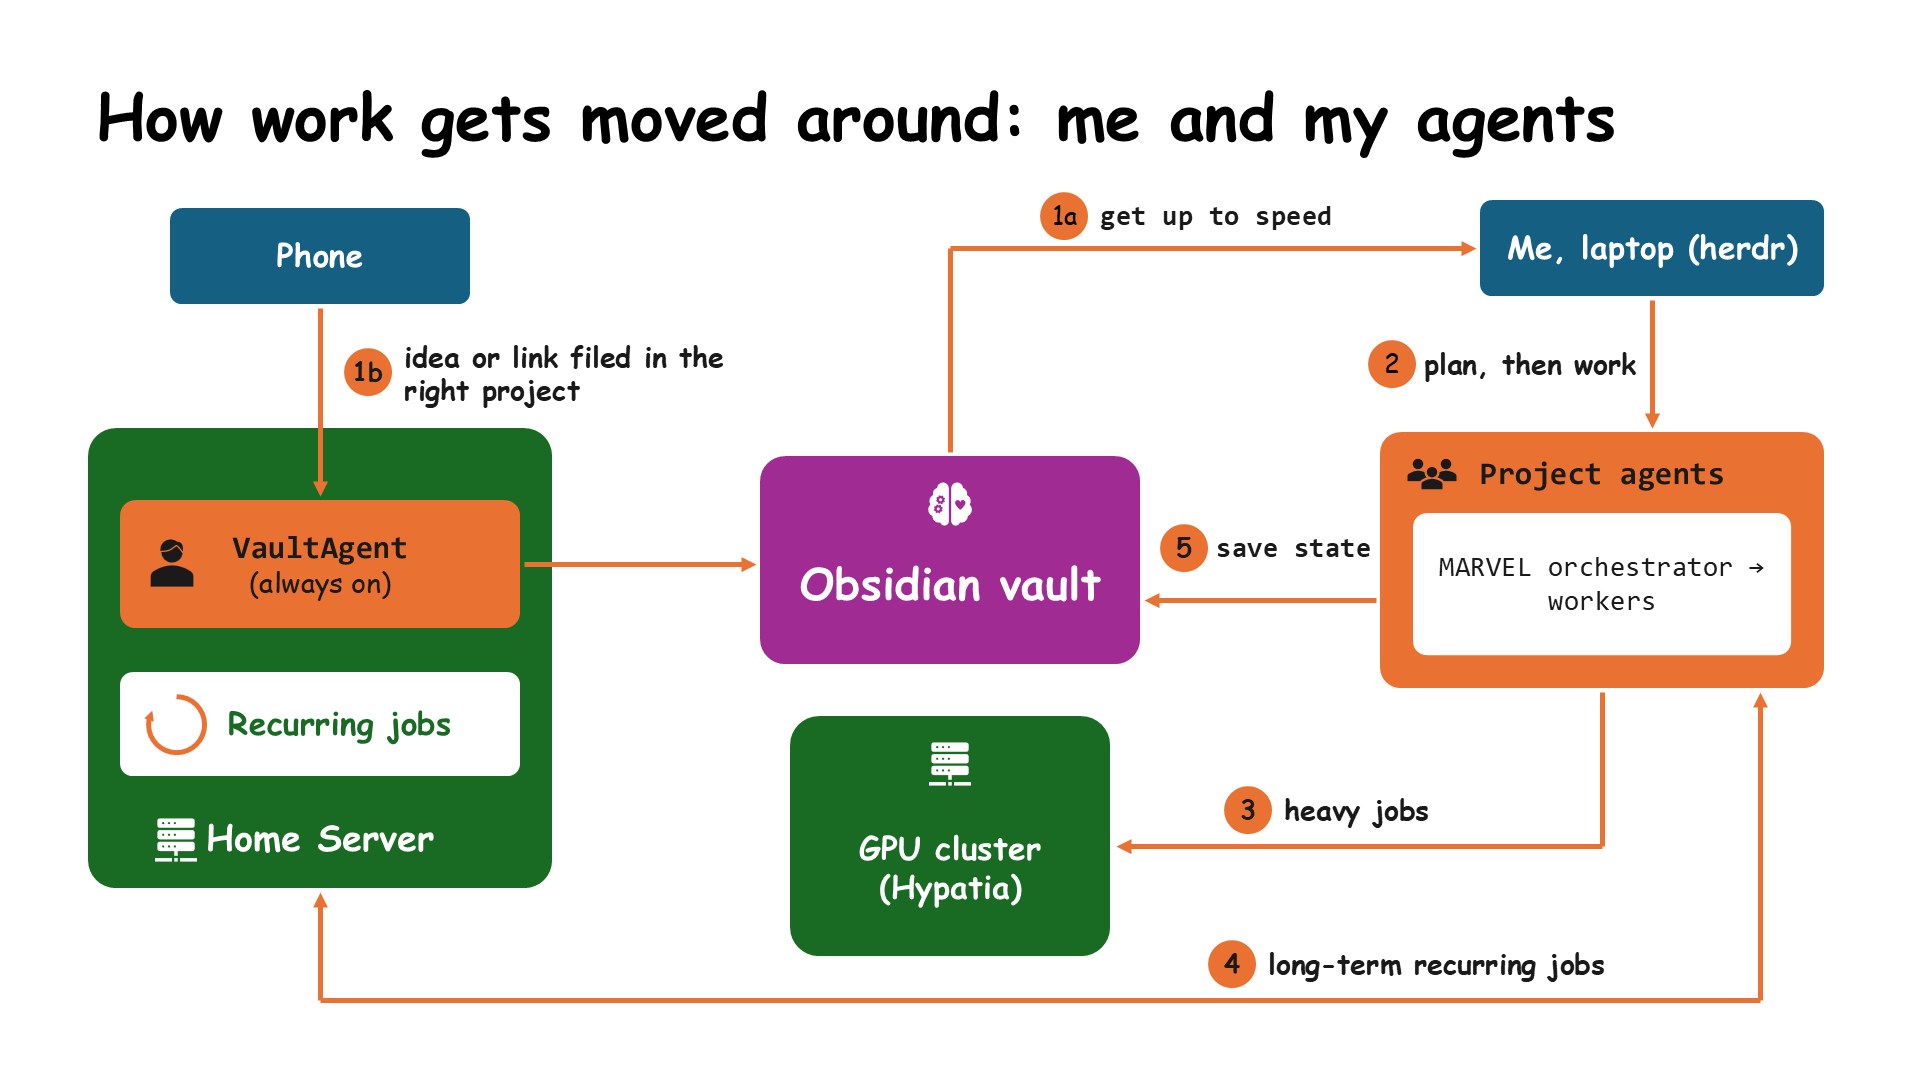 How work gets moved around: me and my agents
Phone
1a get up to speed
Me, laptop (herdr)
1b idea or link filed in the
right project
2 plan, then work
VaultAgent
(always on)
Recurring jobs
Home Server
Obsidian vault
5 save state
Project agents
MARVEL orchestrator →
workers
GPU cluster
(Hypatia)
3 heavy jobs
4 long-term recurring jobs